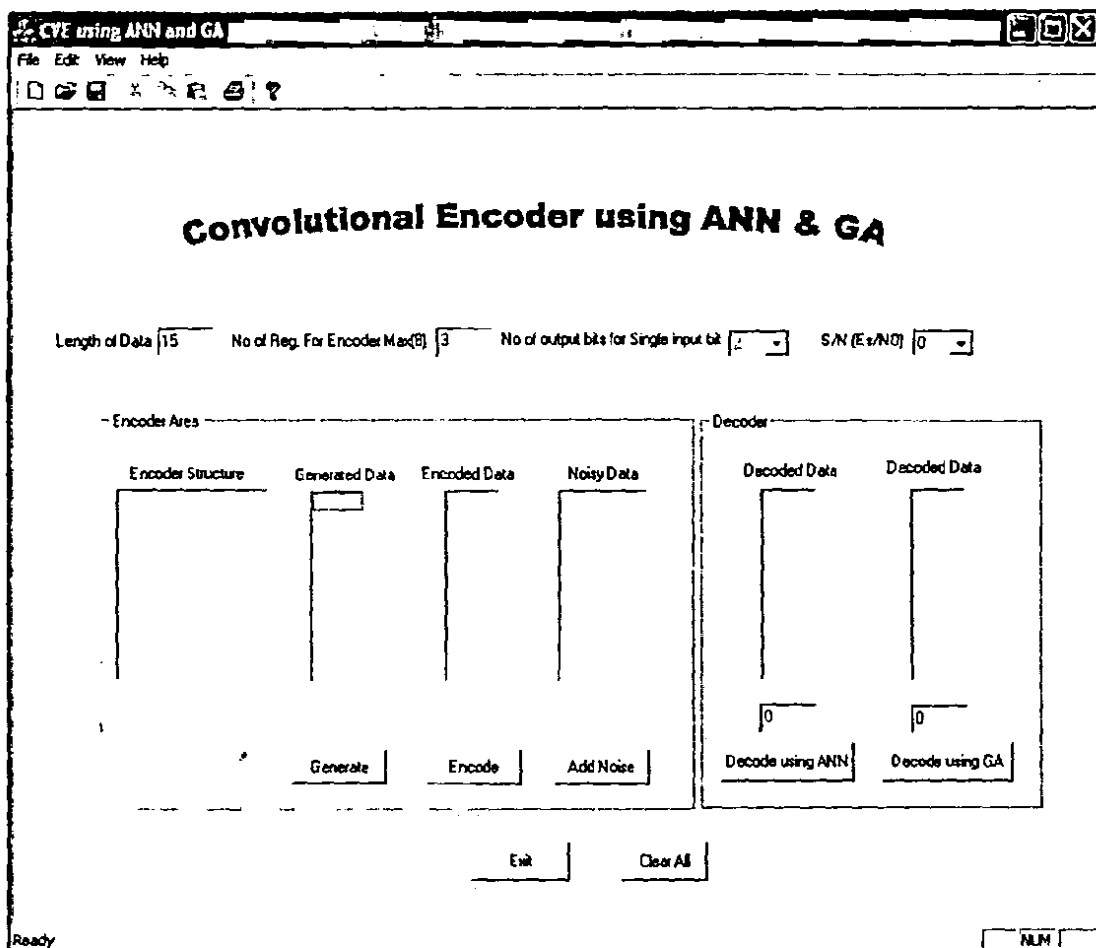 CVE using ANN and GA
File Edit View Help
Convolutional Encoder using ANN & GA
Length of Data 15 No of Reg. For Encoder Max(8) 3 No of output bits for Single input bit 2 S/N (Es/N0) 0
Encoder Area Decoder
Encoder Structure Generated Data Encoded Data Noisy Data Decoded Data Decoded Data
0 0
Generate Encode Add Noise Decode using ANN Decode using GA
Exit Clear All
Ready NUM